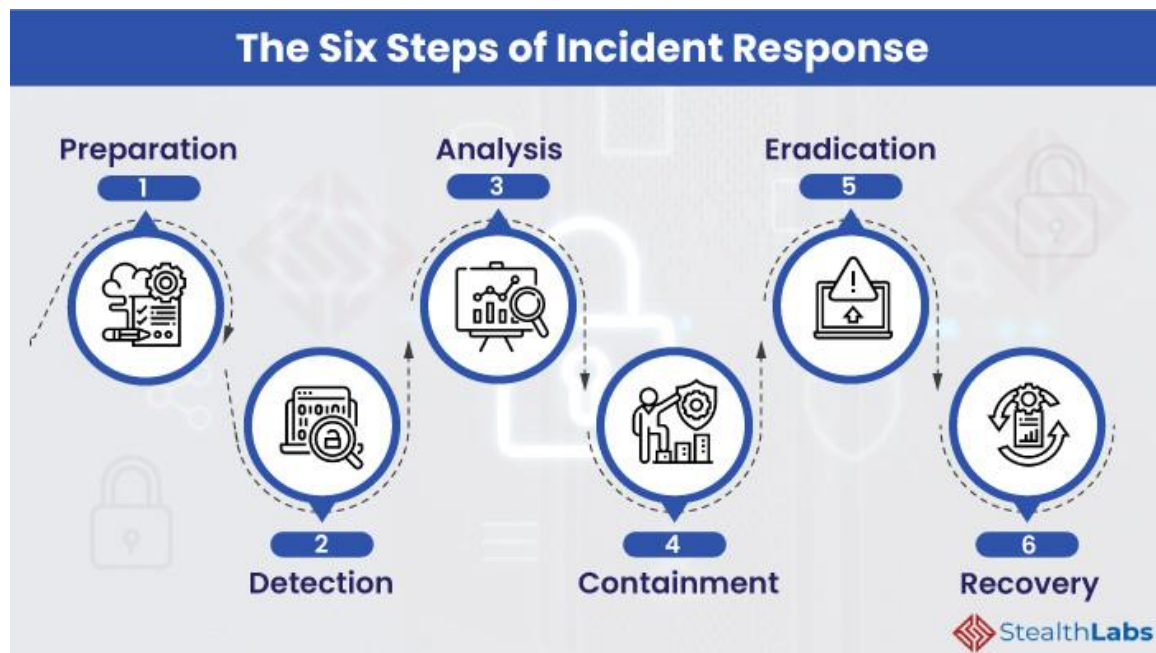 The Six Steps of Incident Response
Preparation
1
2
Detection
Analysis
3
4
Containment
Eradication
5
6
Recovery
StealthLabs